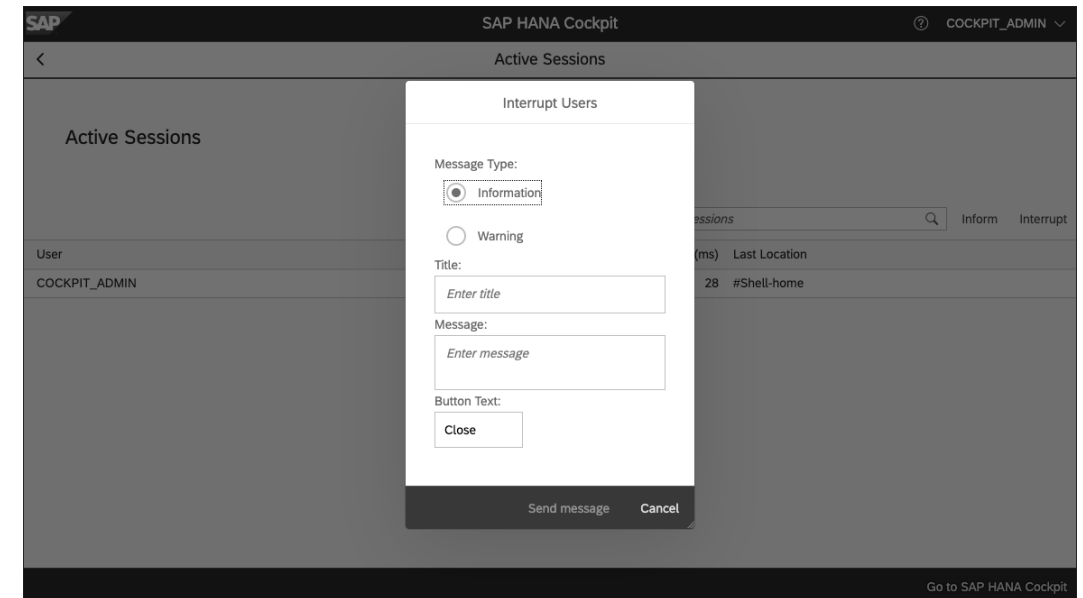 SAP SAP HANA Cockpit COCKPIT_ADMIN
Active Sessions
Interrupt Users
Active Sessions
Message Type:
Information
essions Inform Interrupt
Warning
User (ms) Last Location
Title:
COCKPIT_ADMIN Enter title 28 #Shell-home
Message:
Enter message
Button Text:
Close
Send message Cancel
Go to SAP HANA Cockpit